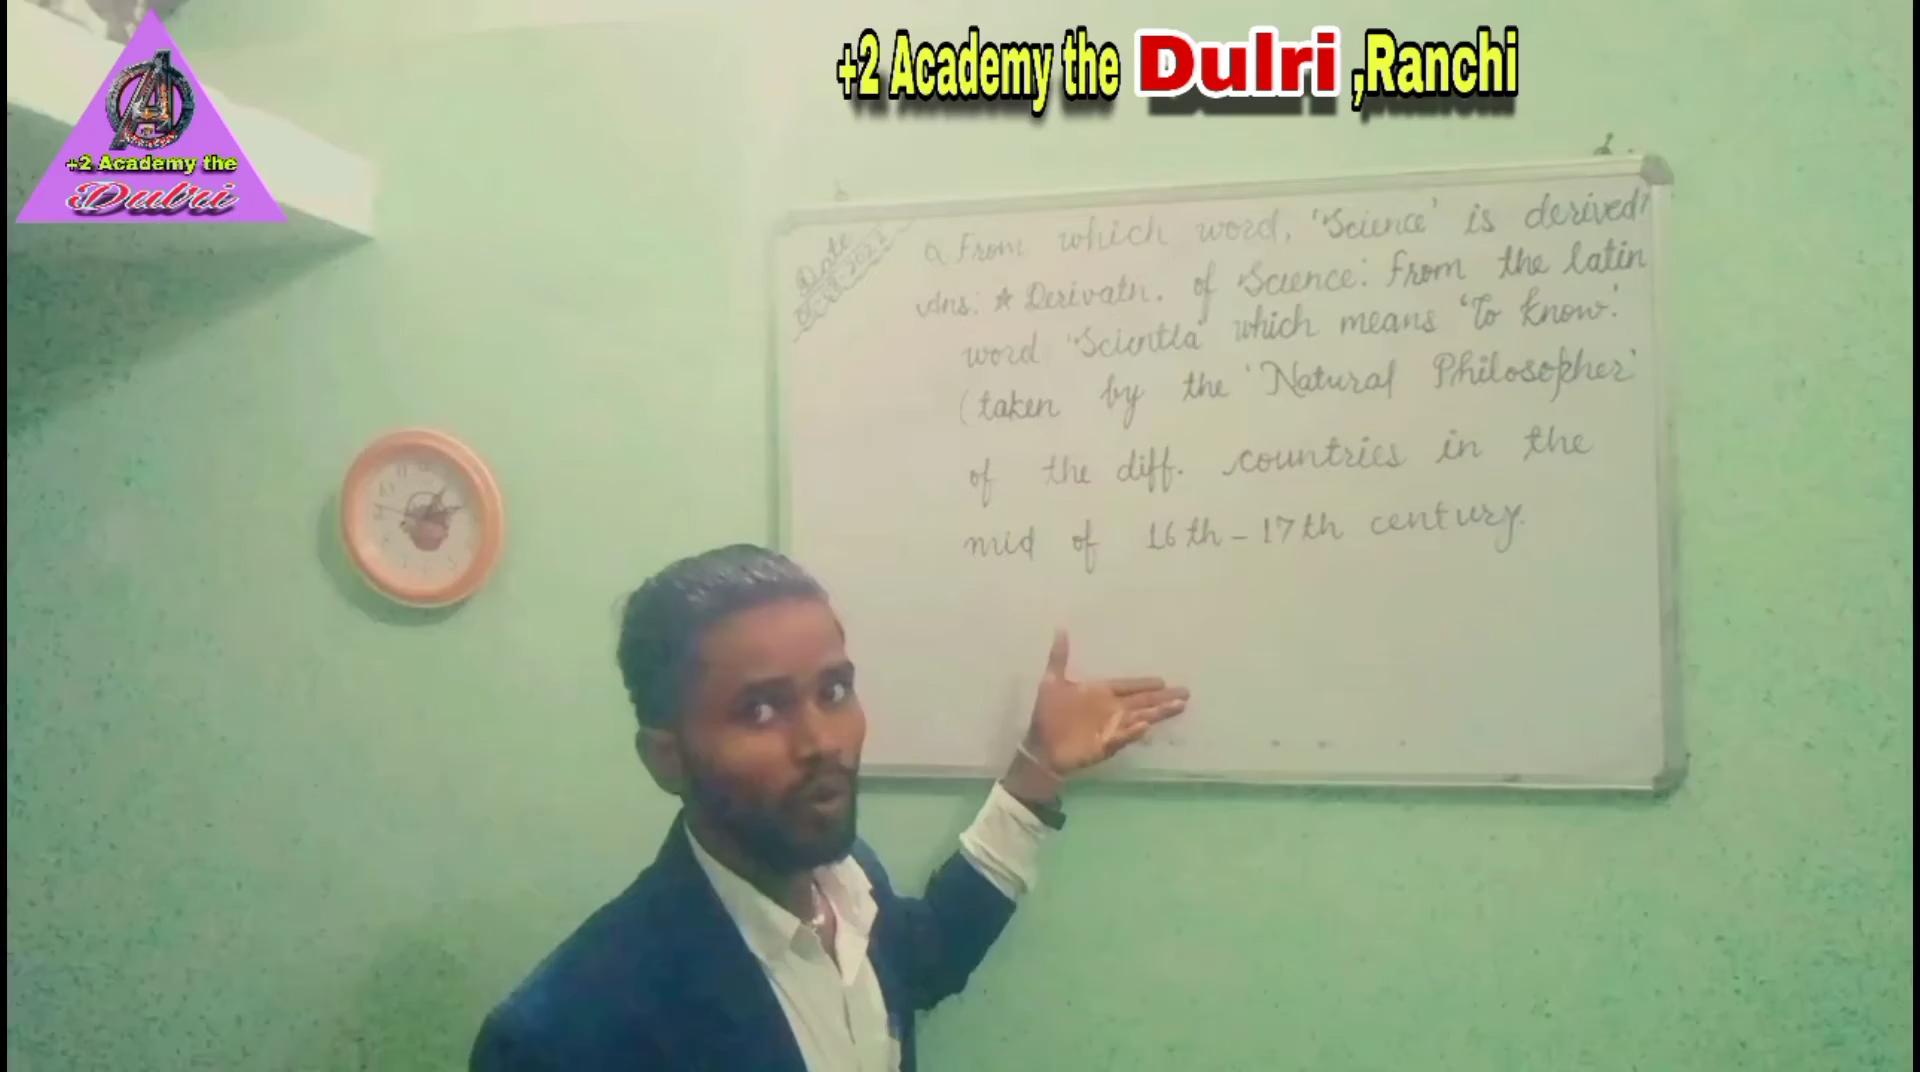 +2 Academy the Dulri ,Ranchi
+2 Academy the
Dulri
Date
Q From which word, 'Science' is derived?
Ans: * Derivatn. of Science: From the latin
word 'Scientia' which means 'To know'.
(taken by the 'Natural Philosopher'
of the diff. countries in the
mid of 16th - 17th century.